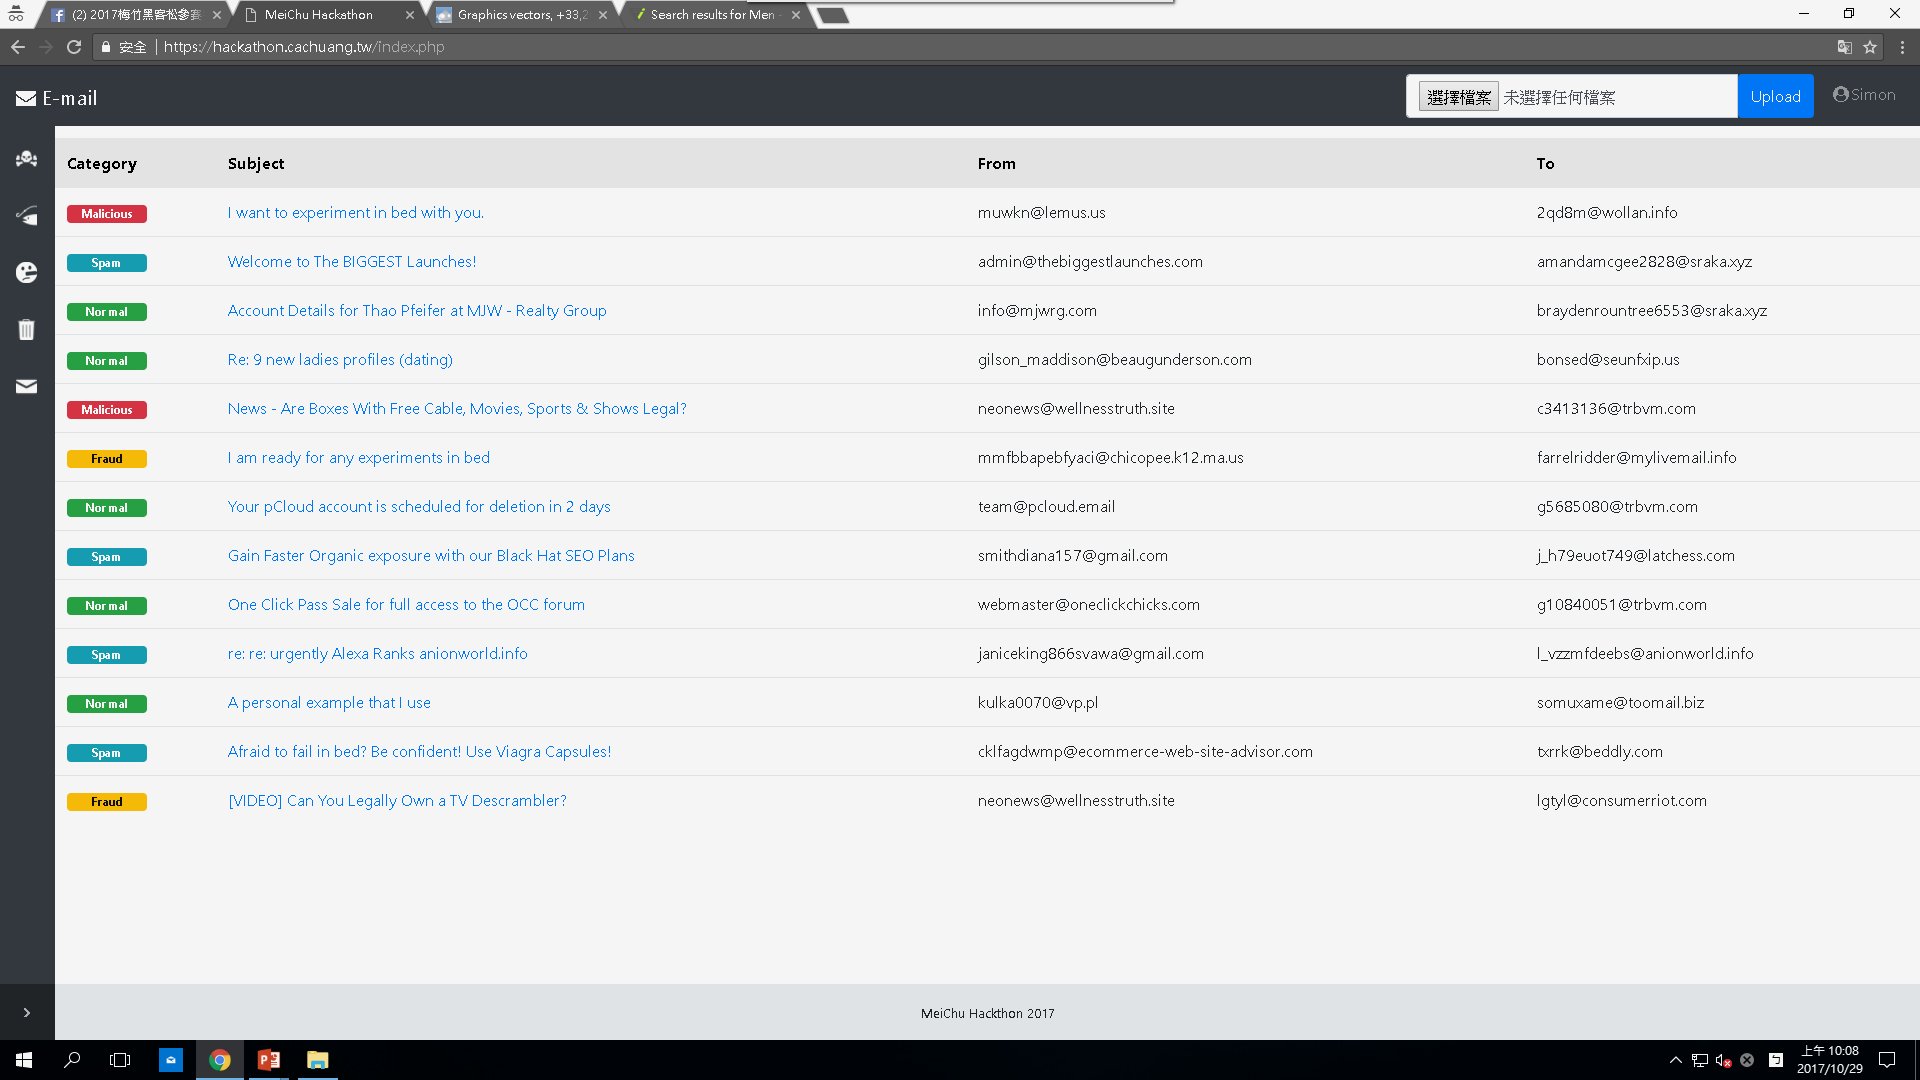 (2) 2017梅竹黑客松參賽
MeiChu Hackathon
Graphics vectors, +33,2
Search results for Men -
安全 | https://hackathon.cachuang.tw/index.php
E-mail
選擇檔案 未選擇任何檔案 Upload Simon
Category Subject From To
Malicious I want to experiment in bed with you. muwkn@lemus.us 2qd8m@wollan.info
Spam Welcome to The BIGGEST Launches! admin@thebiggestlaunches.com amandamcgee2828@sraka.xyz
Normal Account Details for Thao Pfeifer at MJW - Realty Group info@mjwrg.com braydenrountree6553@sraka.xyz
Normal Re: 9 new ladies profiles (dating) gilson_maddison@beaugunderson.com bonsed@seunfxip.us
Malicious News - Are Boxes With Free Cable, Movies, Sports & Shows Legal? neonews@wellnesstruth.site c3413136@trbvm.com
Fraud I am ready for any experiments in bed mmfbbapebfyaci@chicopee.k12.ma.us farrelridder@mylivemail.info
Normal Your pCloud account is scheduled for deletion in 2 days team@pcloud.email g5685080@trbvm.com
Spam Gain Faster Organic exposure with our Black Hat SEO Plans smithdiana157@gmail.com j_h79euot749@latchess.com
Normal One Click Pass Sale for full access to the OCC forum webmaster@oneclickchicks.com g10840051@trbvm.com
Spam re: re: urgently Alexa Ranks anionworld.info janiceking866svawa@gmail.com l_vzzmfdeebs@anionworld.info
Normal A personal example that I use kulka0070@vp.pl somuxame@toomail.biz
Spam Afraid to fail in bed? Be confident! Use Viagra Capsules! cklfagdwmp@ecommerce-web-site-advisor.com txrrk@beddly.com
Fraud [VIDEO] Can You Legally Own a TV Descrambler? neonews@wellnesstruth.site lgtyl@consumerriot.com
MeiChu Hackthon 2017
上午 10:08
2017/10/29